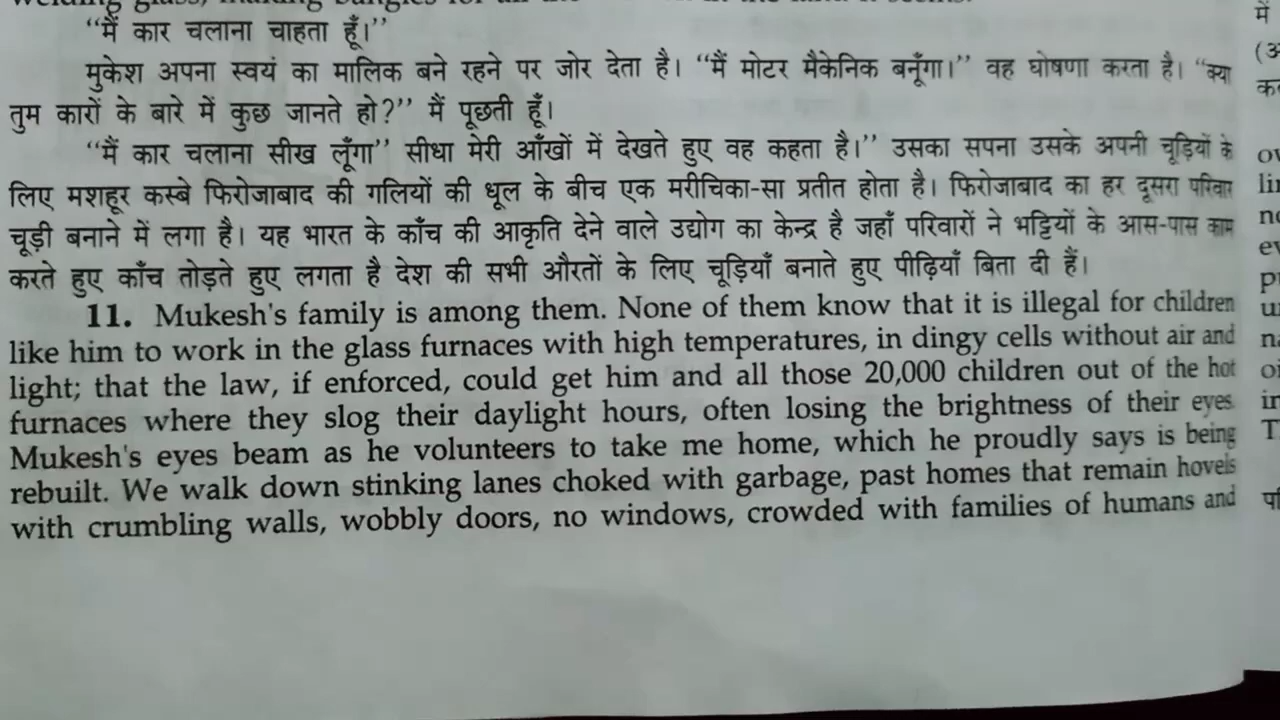 welding glass, making bangles for all the
"मैं कार चलाना चाहता हूँ।"
मुकेश अपना स्वयं का मालिक बने रहने पर जोर देता है। "मैं मोटर मैकेनिक बनूँगा।" वह घोषणा करता है। "क्या
तुम कारों के बारे में कुछ जानते हो?" मैं पूछती हूँ।
"मैं कार चलाना सीख लूँगा" सीधा मेरी आँखों में देखते हुए वह कहता है।" उसका सपना उसके अपनी चूड़ियों के
लिए मशहूर कस्बे फिरोजाबाद की गलियों की धूल के बीच एक मरीचिका-सा प्रतीत होता है। फिरोजाबाद का हर दूसरा परिवार
चूड़ी बनाने में लगा है। यह भारत के काँच की आकृति देने वाले उद्योग का केन्द्र है जहाँ परिवारों ने भट्टियों के आस-पास काम
करते हुए काँच तोड़ते हुए लगता है देश की सभी औरतों के लिए चूड़ियाँ बनाते हुए पीढ़ियाँ बिता दी हैं।
11. Mukesh's family is among them. None of them know that it is illegal for children
like him to work in the glass furnaces with high temperatures, in dingy cells without air and
light; that the law, if enforced, could get him and all those 20,000 children out of the hot
furnaces where they slog their daylight hours, often losing the brightness of their eyes
Mukesh's eyes beam as he volunteers to take me home, which he proudly says is being
rebuilt. We walk down stinking lanes choked with garbage, past homes that remain hovels
with crumbling walls, wobbly doors, no windows, crowded with families of humans and